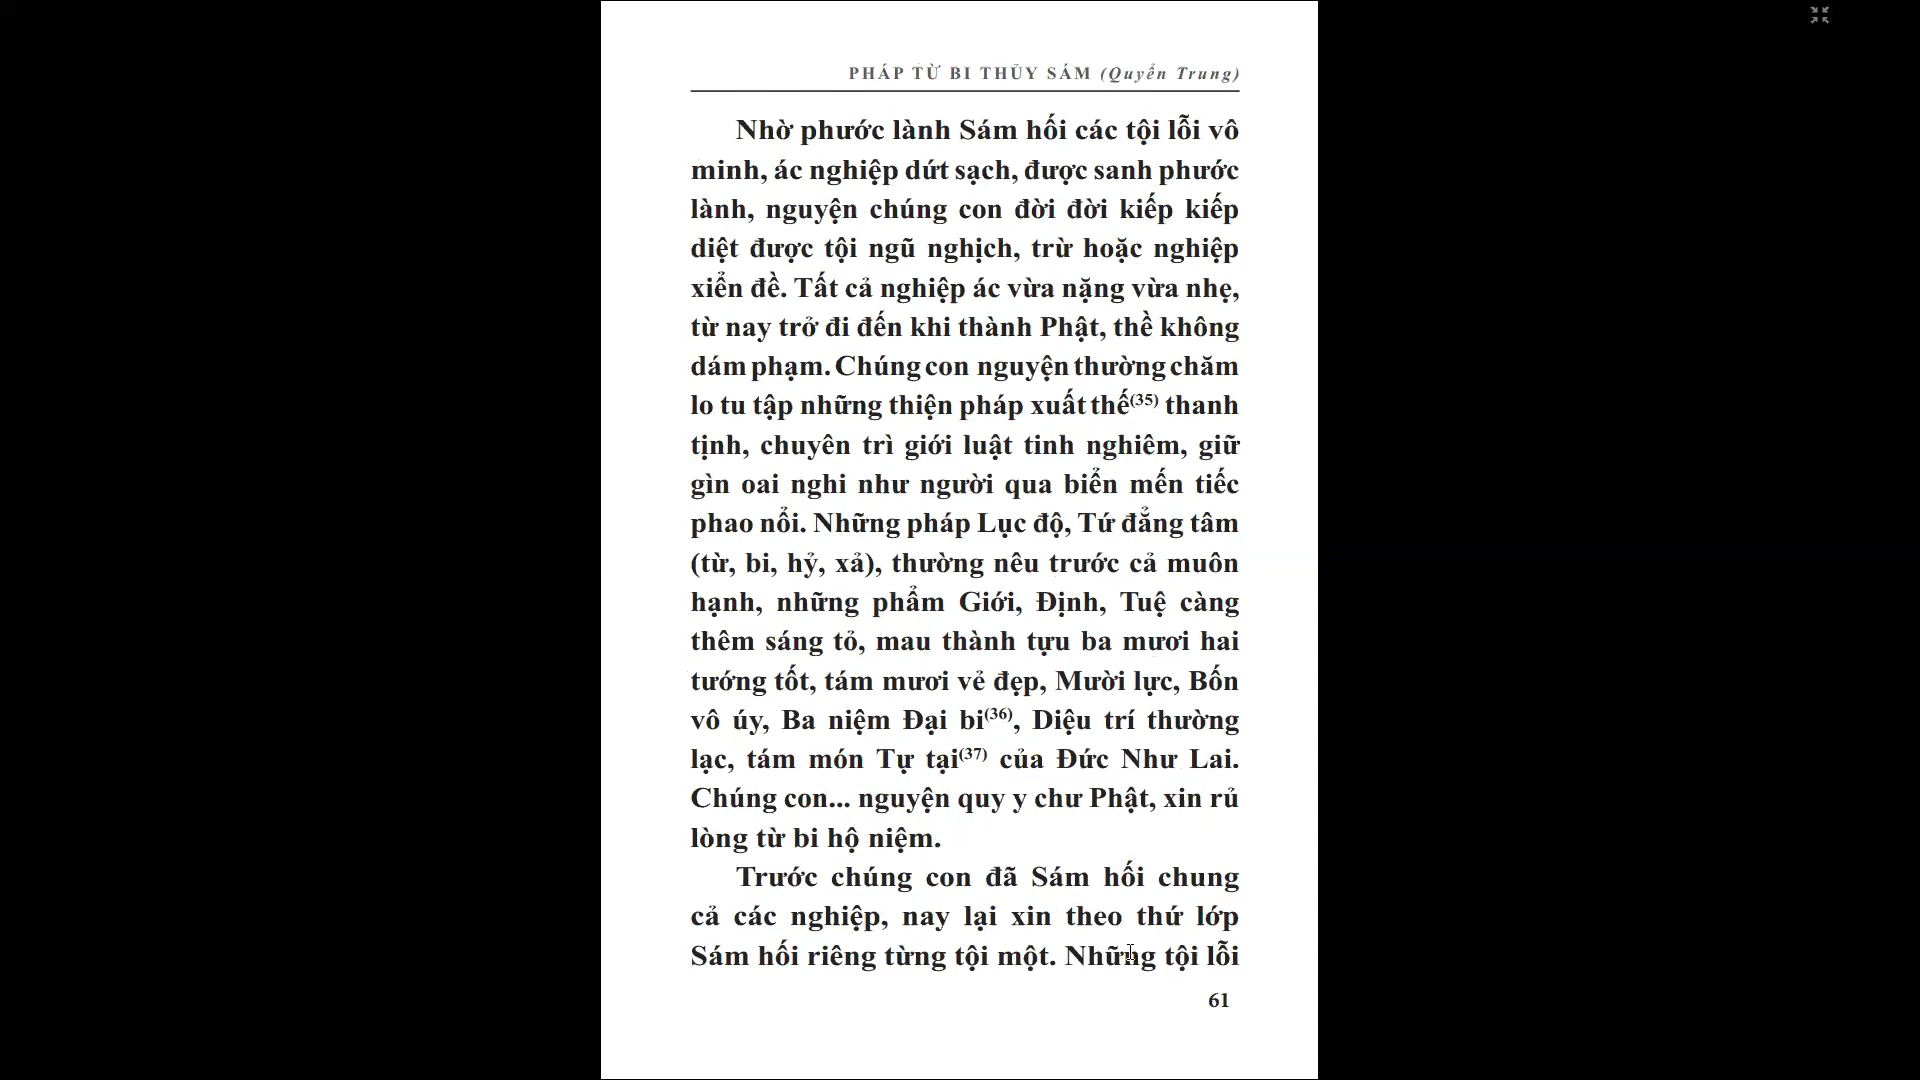 PHÁP TỪ BI THỦY SÁM (Quyển Trung)
Nhờ phước lành Sám hối các tội lỗi vô
minh, ác nghiệp dứt sạch, được sanh phước
lành, nguyện chúng con đời đời kiếp kiếp
diệt được tội ngũ nghịch, trừ hoặc nghiệp
xiển đề. Tất cả nghiệp ác vừa nặng vừa nhẹ,
từ nay trở đi đến khi thành Phật, thề không
dám phạm. Chúng con nguyện thường chăm
lo tu tập những thiện pháp xuất thế(35) thanh
tịnh, chuyên trì giới luật tinh nghiêm, giữ
gìn oai nghi như người qua biển mến tiếc
phao nổi. Những pháp Lục độ, Tứ đẳng tâm
(từ, bi, hỷ, xả), thường nêu trước cả muôn
hạnh, những phẩm Giới, Định, Tuệ càng
thêm sáng tỏ, mau thành tựu ba mươi hai
tướng tốt, tám mươi vẻ đẹp, Mười lực, Bốn
vô úy, Ba niệm Đại bi(36), Diệu trí thường
lạc, tám món Tự tại(37) của Đức Như Lai.
Chúng con... nguyện quy y chư Phật, xin rủ
lòng từ bi hộ niệm.
Trước chúng con đã Sám hối chung
cả các nghiệp, nay lại xin theo thứ lớp
Sám hối riêng từng tội một. Những tội lỗi
61